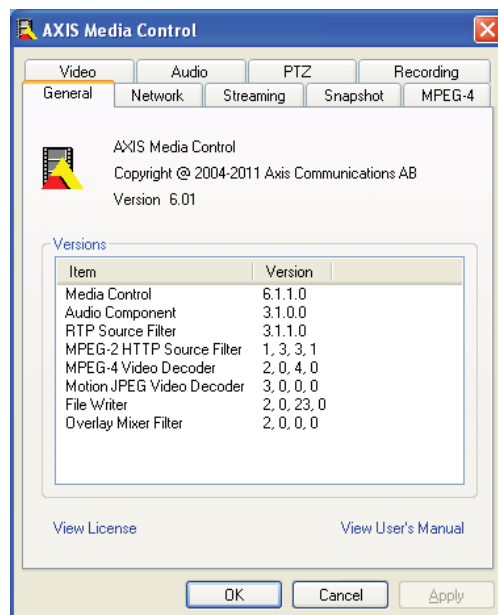 AXIS Media Control
Video Audio PTZ Recording
General Network Streaming Snapshot MPEG-4
AXIS Media Control
Copyright @ 2004-2011 Axis Communications AB
Version 6.01
Versions
Item Version
Media Control 6.1.1.0
Audio Component 3.1.0.0
RTP Source Filter 3.1.1.0
MPEG-2 HTTP Source Filter 1, 3, 3, 1
MPEG-4 Video Decoder 2, 0, 4, 0
Motion JPEG Video Decoder 3, 0, 0, 0
File Writer 2, 0, 23, 0
Overlay Mixer Filter 2, 0, 0, 0
View License View User's Manual
OK Cancel Apply